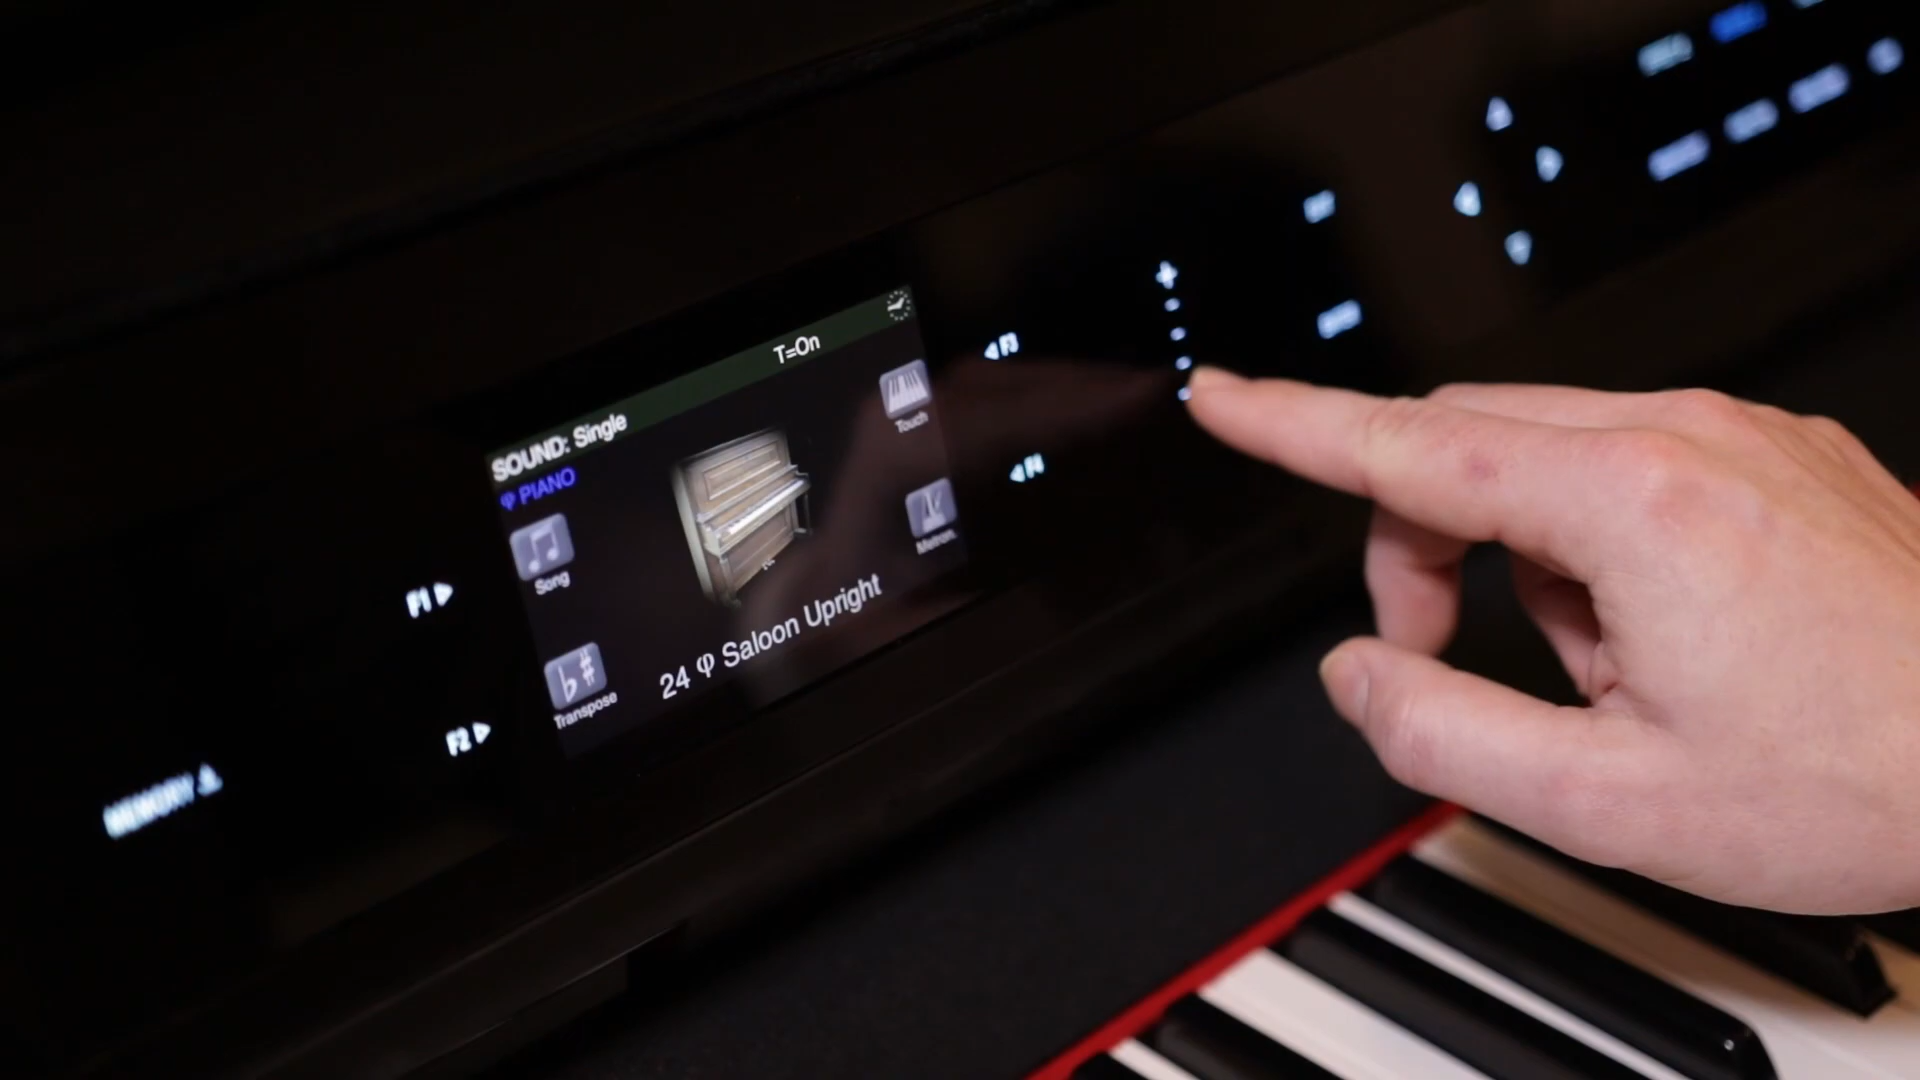 T=On
SOUND: Single
φ PIANO
Touch
Song
Metron.
Transpose
24 φ Saloon Upright
F1
F2
F3
F4
MEMORY